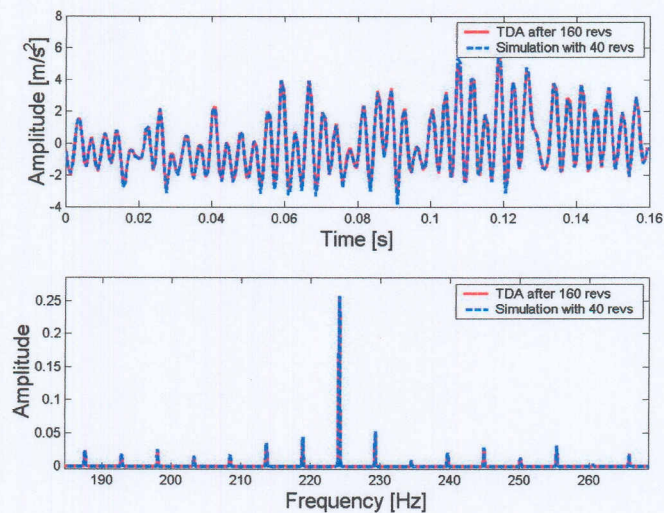 8
6
4
2
0
-2
-4
Amplitude [m/s²]
TDA after 160 revs
Simulation with 40 revs
0 0.02 0.04 0.06 0.08 0.1 0.12 0.14 0.16
Time [s]
0.25
0.2
0.15
0.1
0.05
0
Amplitude
TDA after 160 revs
Simulation with 40 revs
190 200 210 220 230 240 250 260
Frequency [Hz]